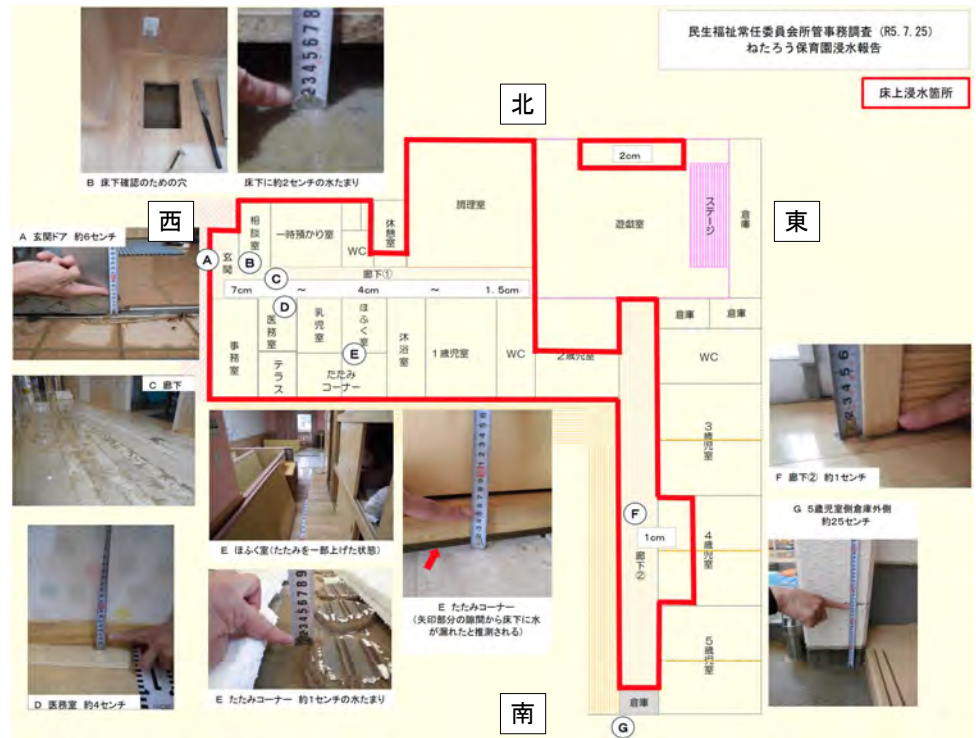 民生福祉常任委員会所管事務調査（R5.7.25）
ねたろう保育園浸水報告
床上浸水箇所
北
西
東
南
B 床下確認のための穴
床下に約2センチの水たまり
A 玄関ドア 約6センチ
C 廊下
D 医務室 約4センチ
E ほふく室(たたみを一部上げた状態)
E たたみコーナー 約1センチの水たまり
E たたみコーナー
(矢印部分の隙間から床下に水
が漏れたと推測される)
F 廊下② 約1センチ
G 5歳児室側倉庫外側
約25センチ
2cm
調理室
遊戯室
ステージ
倉庫
相談室
一時預かり室
WC
休憩室
玄関
A
B
C
廊下①
7cm ～ 4cm ～ 1.5cm
D
医務室
乳児室
ほふく室
E
事務室
テラス
たたみ
コーナー
沐浴室
1歳児室
WC
2歳児室
倉庫
倉庫
WC
3歳児室
F
1cm
4歳児室
廊下②
5歳児室
倉庫
G